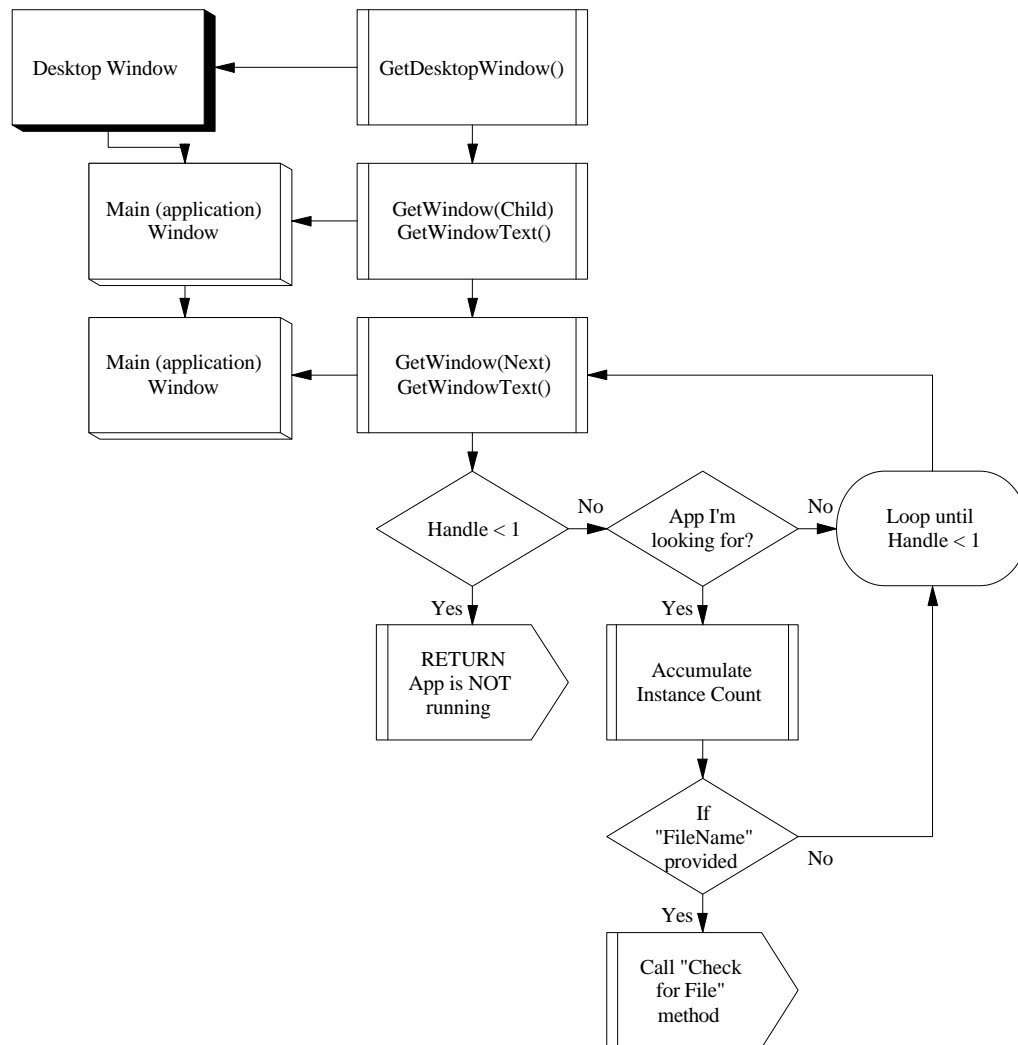 Desktop Window
GetDesktopWindow()
Main (application)
Window
GetWindow(Child)
GetWindowText()
Main (application)
Window
GetWindow(Next)
GetWindowText()
Handle < 1
No
App I'm
looking for?
No
Loop until
Handle < 1
Yes
Yes
RETURN
App is NOT
running
Accumulate
Instance Count
If
"FileName"
provided
No
Yes
Call "Check
for File"
method